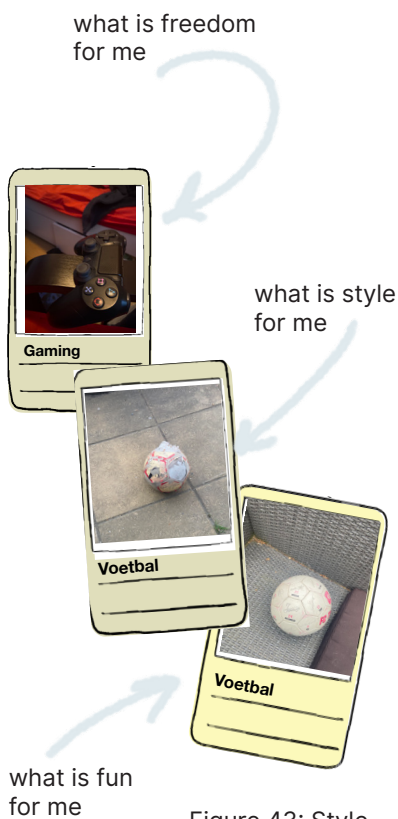 what is freedom
for me
Gaming
what is style
for me
Voetbal
Voetbal
what is fun
for me
Figure 43: Style